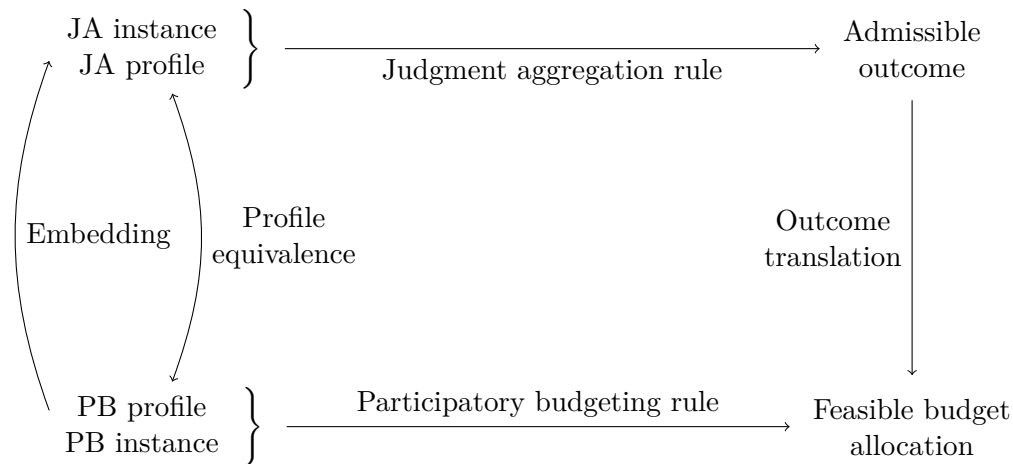 JA instance
JA profile
Judgment aggregation rule
Admissible
outcome
Embedding
Profile
equivalence
Outcome
translation
PB profile
PB instance
Participatory budgeting rule
Feasible budget
allocation